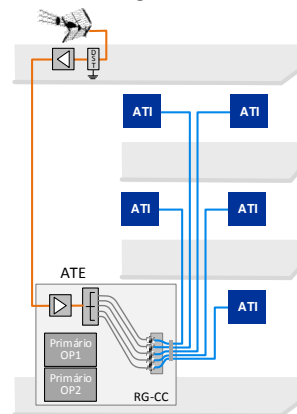 DST
ATI
ATI
ATI
ATI
ATE
ATI
Primário
OP1
Primário
OP2
RG-CC